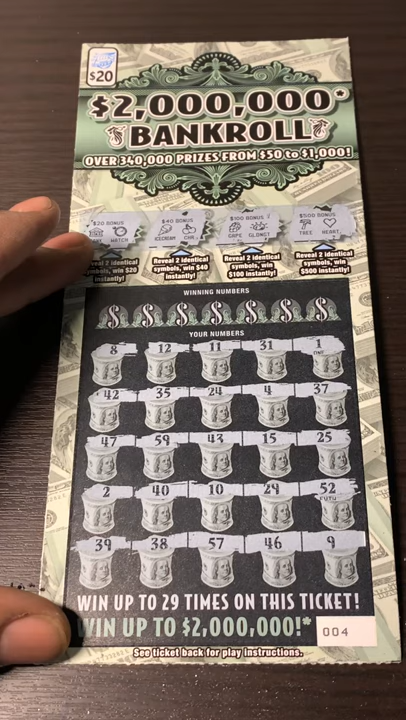 $20
$2,000,000*
BANKROLL
OVER 340,000 PRIZES FROM $50 to $1,000!
$20 BONUS $40 BONUS $100 BONUS $500 BONUS
WATCH ICECREAM TREE HEART
Reveal 2 identical symbols, win $20 instantly!
Reveal 2 identical symbols, win $40 instantly!
Reveal 2 identical symbols, win $100 instantly!
Reveal 2 identical symbols, win $500 instantly!
WINNING NUMBERS
$ $ $ $ $ $ $
YOUR NUMBERS
8 12 11 31 1
ONE
42 35 24 4 37
47 59 43 15 25
2 40 10 29 52
39 38 57 46 9
WIN UP TO 29 TIMES ON THIS TICKET!
WIN UP TO $2,000,000!*
004
See ticket back for play instructions.